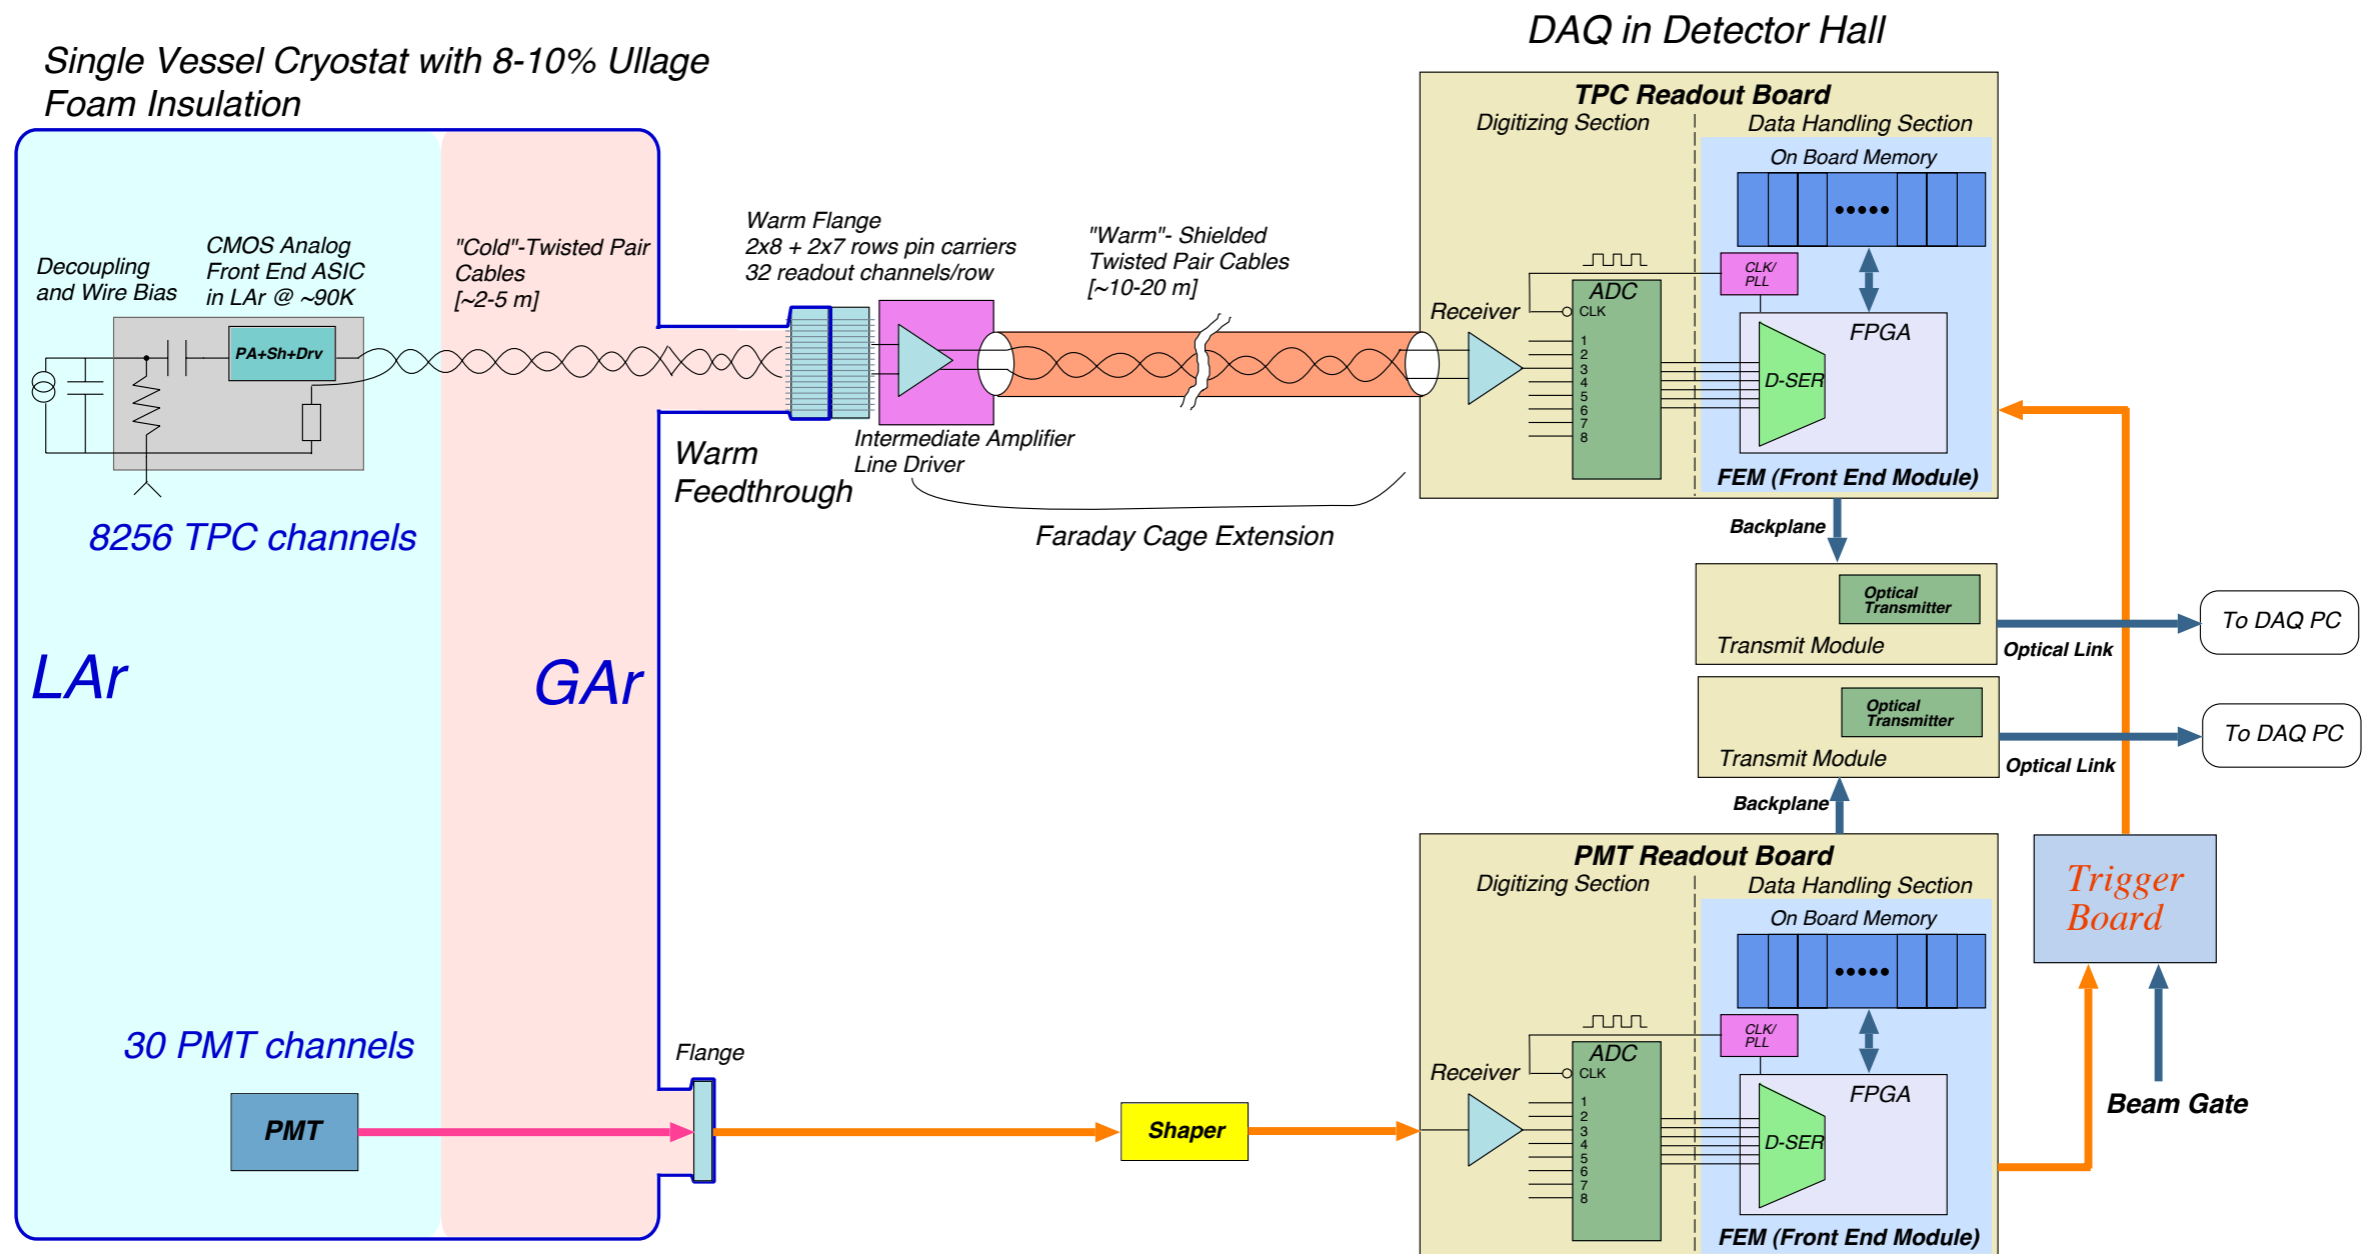 DAQ in Detector Hall
Single Vessel Cryostat with 8-10% Ullage
Foam Insulation
Decoupling
and Wire Bias
CMOS Analog
Front End ASIC
in LAr @ ~90K
PA+Sh+Drv
"Cold"-Twisted Pair
Cables
[~2-5 m]
Warm Flange
2x8 + 2x7 rows pin carriers
32 readout channels/row
"Warm"- Shielded
Twisted Pair Cables
[~10-20 m]
Intermediate Amplifier
Line Driver
Warm
Feedthrough
Faraday Cage Extension
8256 TPC channels
LAr
GAr
TPC Readout Board
Digitizing Section
Data Handling Section
On Board Memory
CLK/
PLL
Receiver
ADC
CLK
1
2
3
4
5
6
7
8
FPGA
D-SER
FEM (Front End Module)
Backplane
Optical
Transmitter
Transmit Module
Optical Link
To DAQ PC
Optical
Transmitter
Transmit Module
Optical Link
To DAQ PC
Backplane
30 PMT channels
PMT
Flange
Shaper
PMT Readout Board
Digitizing Section
Data Handling Section
On Board Memory
CLK/
PLL
Receiver
ADC
CLK
1
2
3
4
5
6
7
8
FPGA
D-SER
FEM (Front End Module)
Trigger
Board
Beam Gate